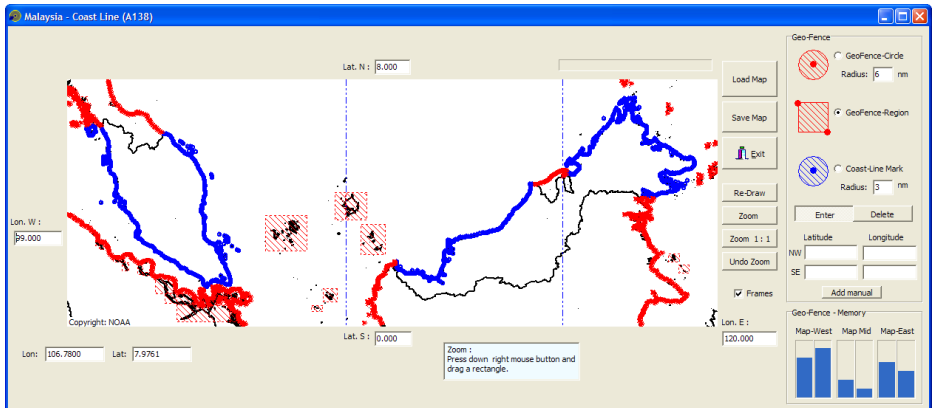 Malaysia - Coast Line (A138)
Lat. N : 8.000
Lon. W :
99.000
Copyright: NOAA
Lat. S : 0.000
Lon: 106.7800 Lat: 7.9761
Zoom :
Press down right mouse button and
drag a rectangle.
Load Map
Save Map
Exit
Re-Draw
Zoom
Zoom 1 : 1
Undo Zoom
Frames
Lon. E :
120.000
Geo-Fence
GeoFence-Circle
Radius: 6 nm
GeoFence-Region
Coast-Line Mark
Radius: 3 nm
Enter Delete
Latitude Longitude
NW
SE
Add manual
Geo-Fence - Memory
Map-West Map Mid Map-East